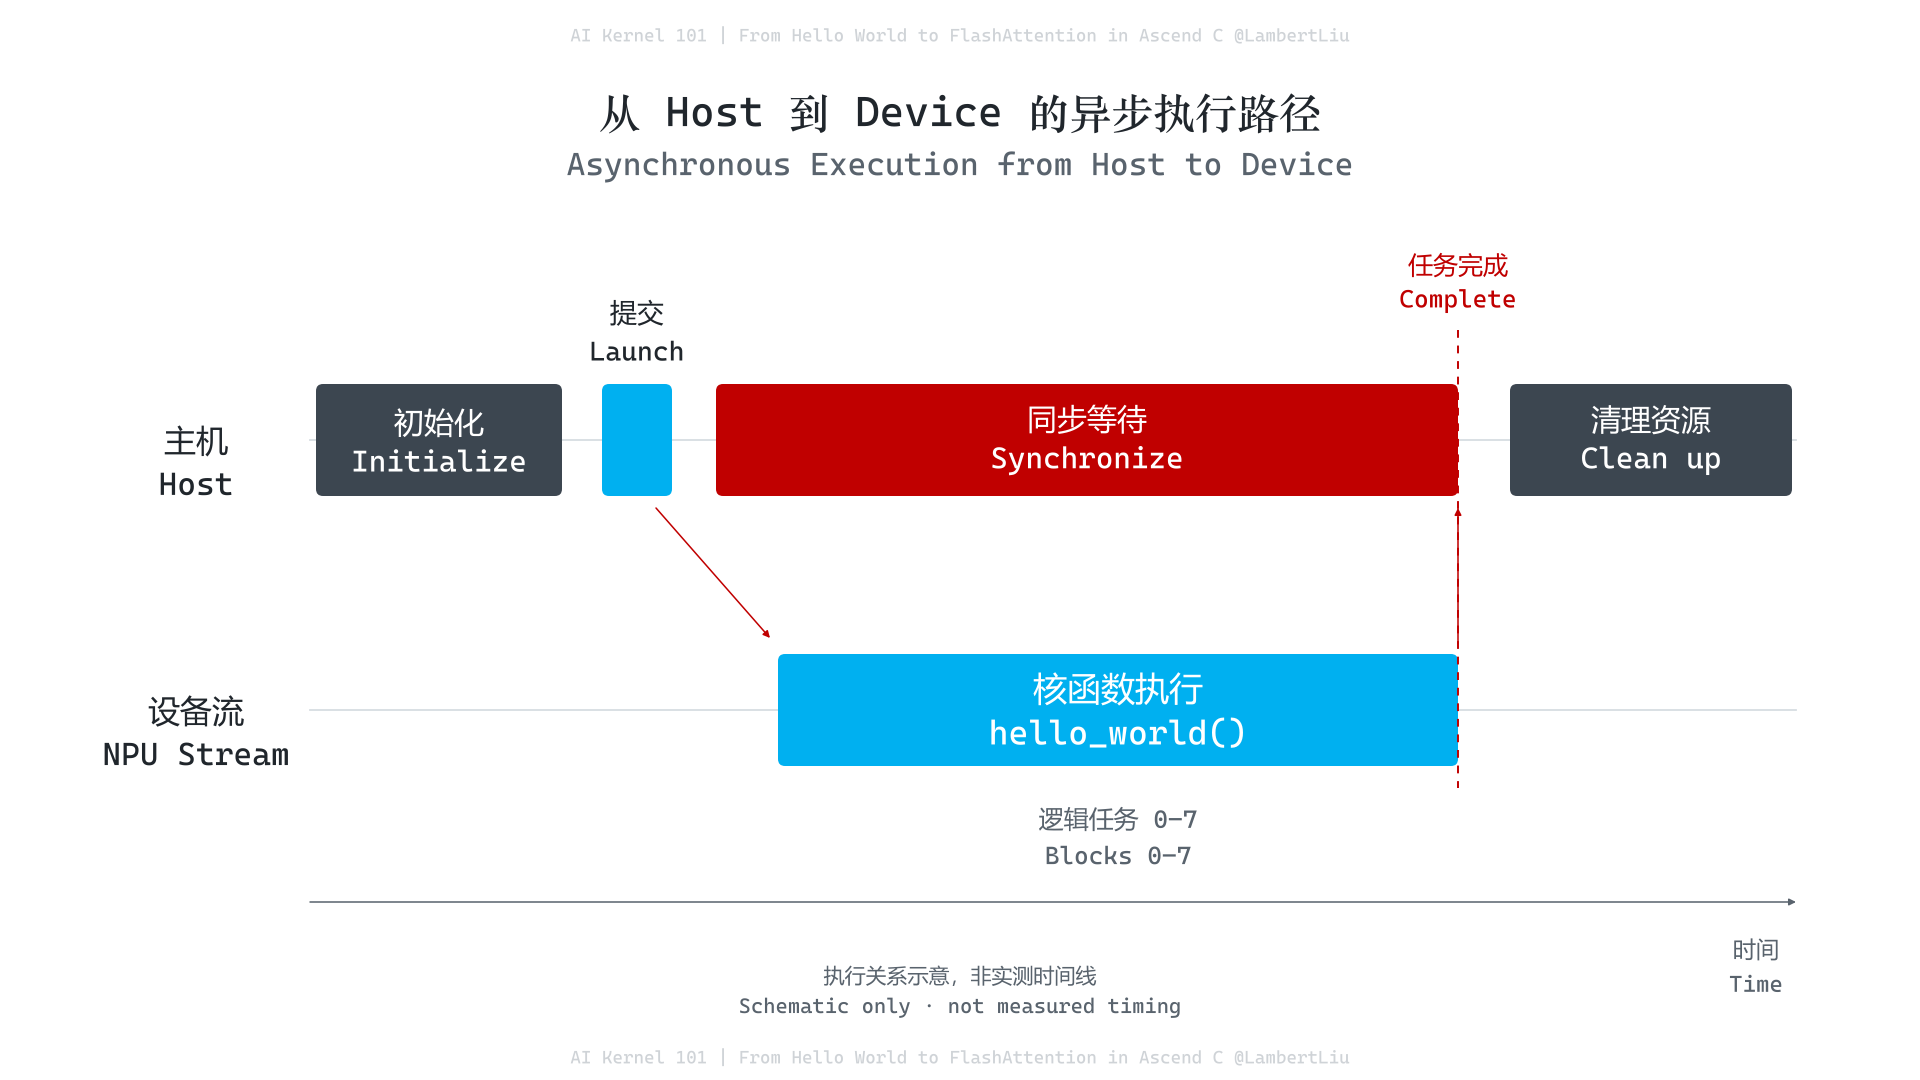 AI Kernel 101 | From Hello World to FlashAttention in Ascend C @LambertLiu
从 Host 到 Device 的异步执行路径
Asynchronous Execution from Host to Device
任务完成
Complete
提交
Launch
主机
Host
初始化
Initialize
同步等待
Synchronize
清理资源
Clean up
设备流
NPU Stream
核函数执行
hello_world()
逻辑任务 0–7
Blocks 0–7
时间
Time
执行关系示意，非实测时间线
Schematic only · not measured timing
AI Kernel 101 | From Hello World to FlashAttention in Ascend C @LambertLiu